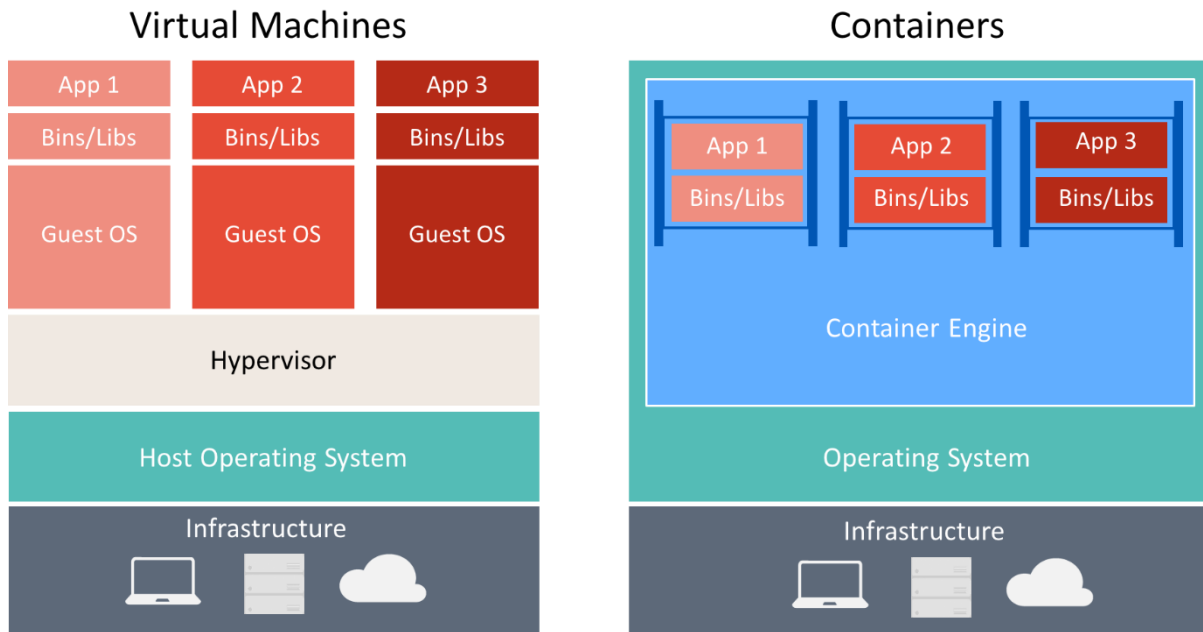 Virtual Machines
App 1
App 2
App 3
Bins/Libs
Bins/Libs
Bins/Libs
Guest OS
Guest OS
Guest OS
Hypervisor
Host Operating System
Infrastructure
Containers
App 1
App 2
App 3
Bins/Libs
Bins/Libs
Bins/Libs
Container Engine
Operating System
Infrastructure